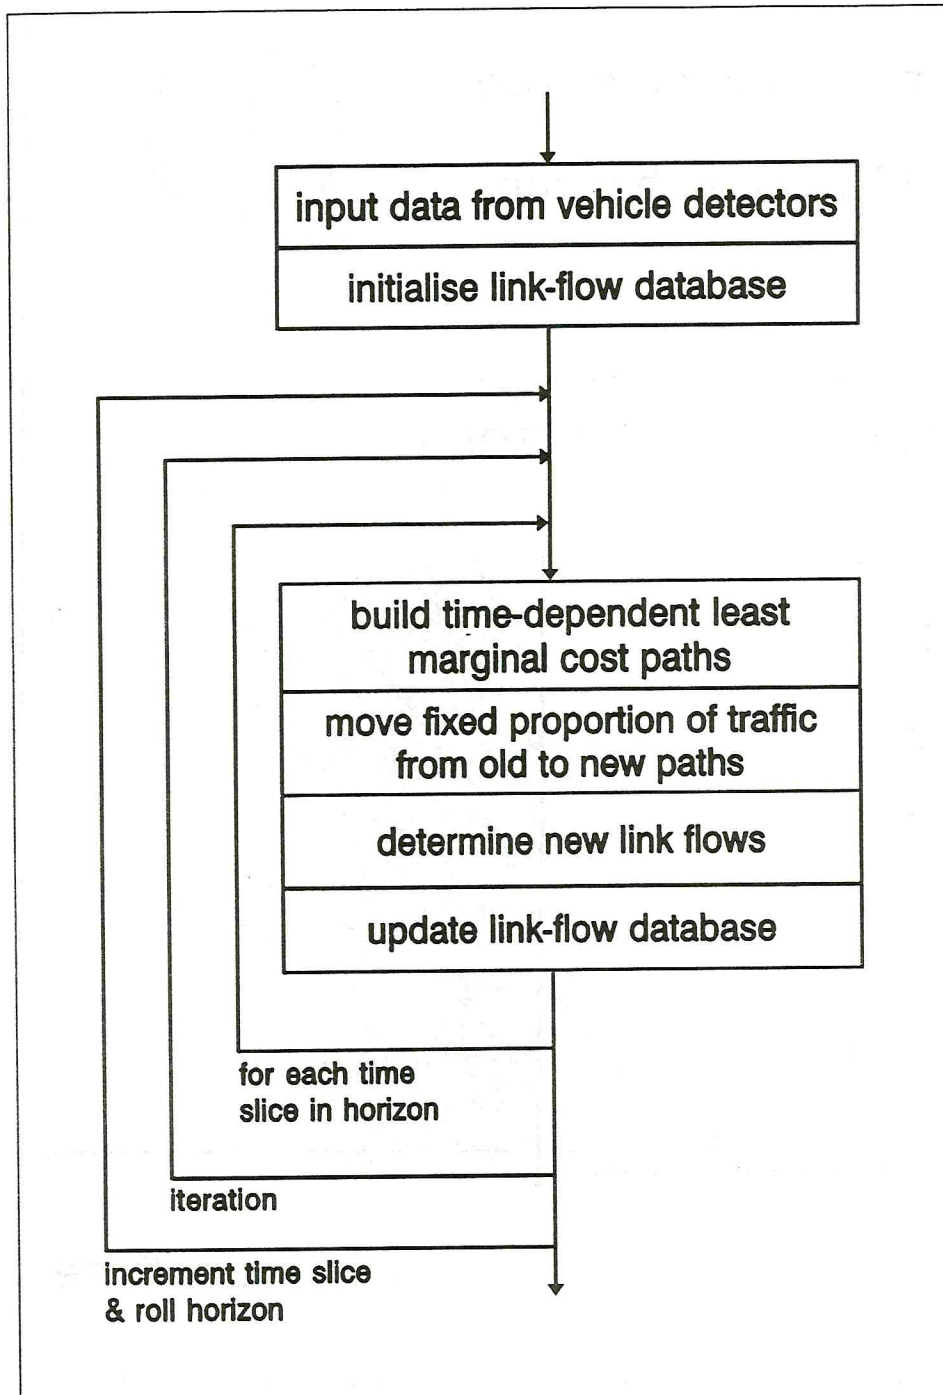 input data from vehicle detectors
initialise link-flow database
build time-dependent least
marginal cost paths
move fixed proportion of traffic
from old to new paths
determine new link flows
update link-flow database
for each time
slice in horizon
iteration
increment time slice
& roll horizon